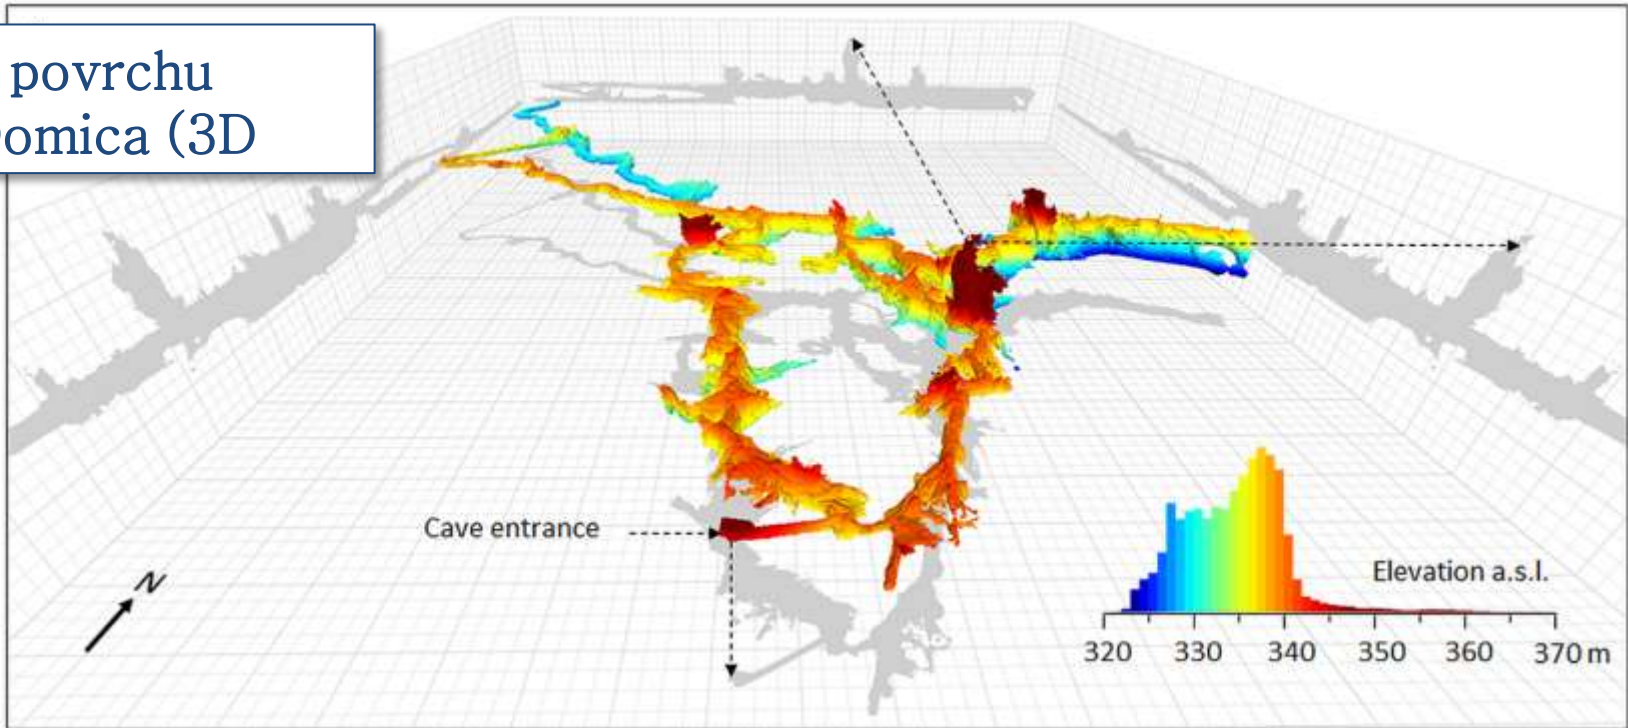 povrchu
omica (3D
Cave entrance
N
Elevation a.s.l.
320 330 340 350 360 370 m